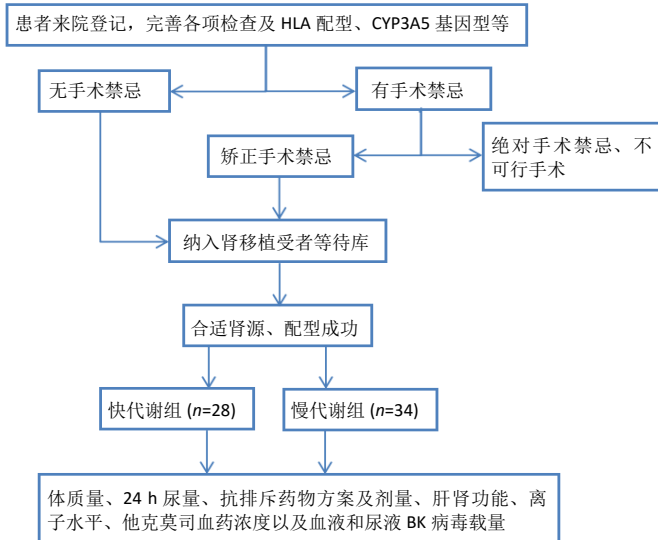 患者来院登记，完善各项检查及 HLA 配型、CYP3A5 基因型等
无手术禁忌
有手术禁忌
矫正手术禁忌
绝对手术禁忌、不
可行手术
纳入肾移植受者等待库
合适肾源、配型成功
快代谢组 (n=28)
慢代谢组 (n=34)
体质量、24 h 尿量、抗排斥药物方案及剂量、肝肾功能、离
子水平、他克莫司血药浓度以及血液和尿液 BK 病毒载量